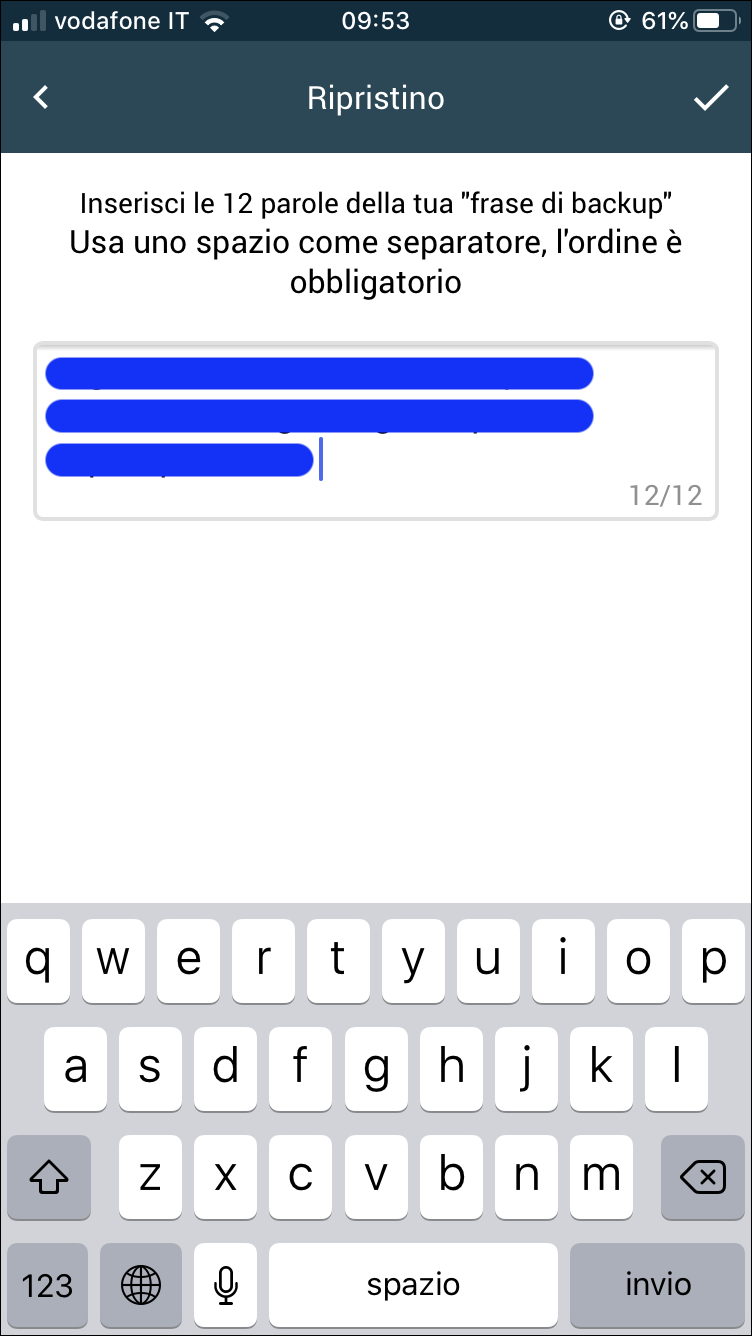 vodafone IT 09:53 61%
Ripristino
Inserisci le 12 parole della tua "frase di backup"
Usa uno spazio come separatore, l'ordine è
obbligatorio
12/12
q w e r t y u i o p
a s d f g h j k l
z x c v b n m
123 spazio invio